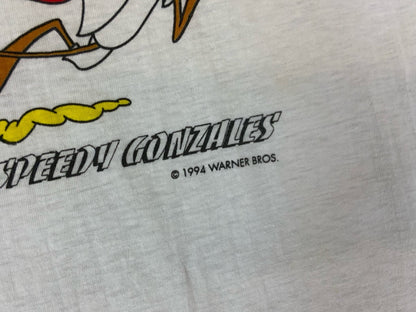 SPEEDY GONZALES
© 1994 WARNER BROS.